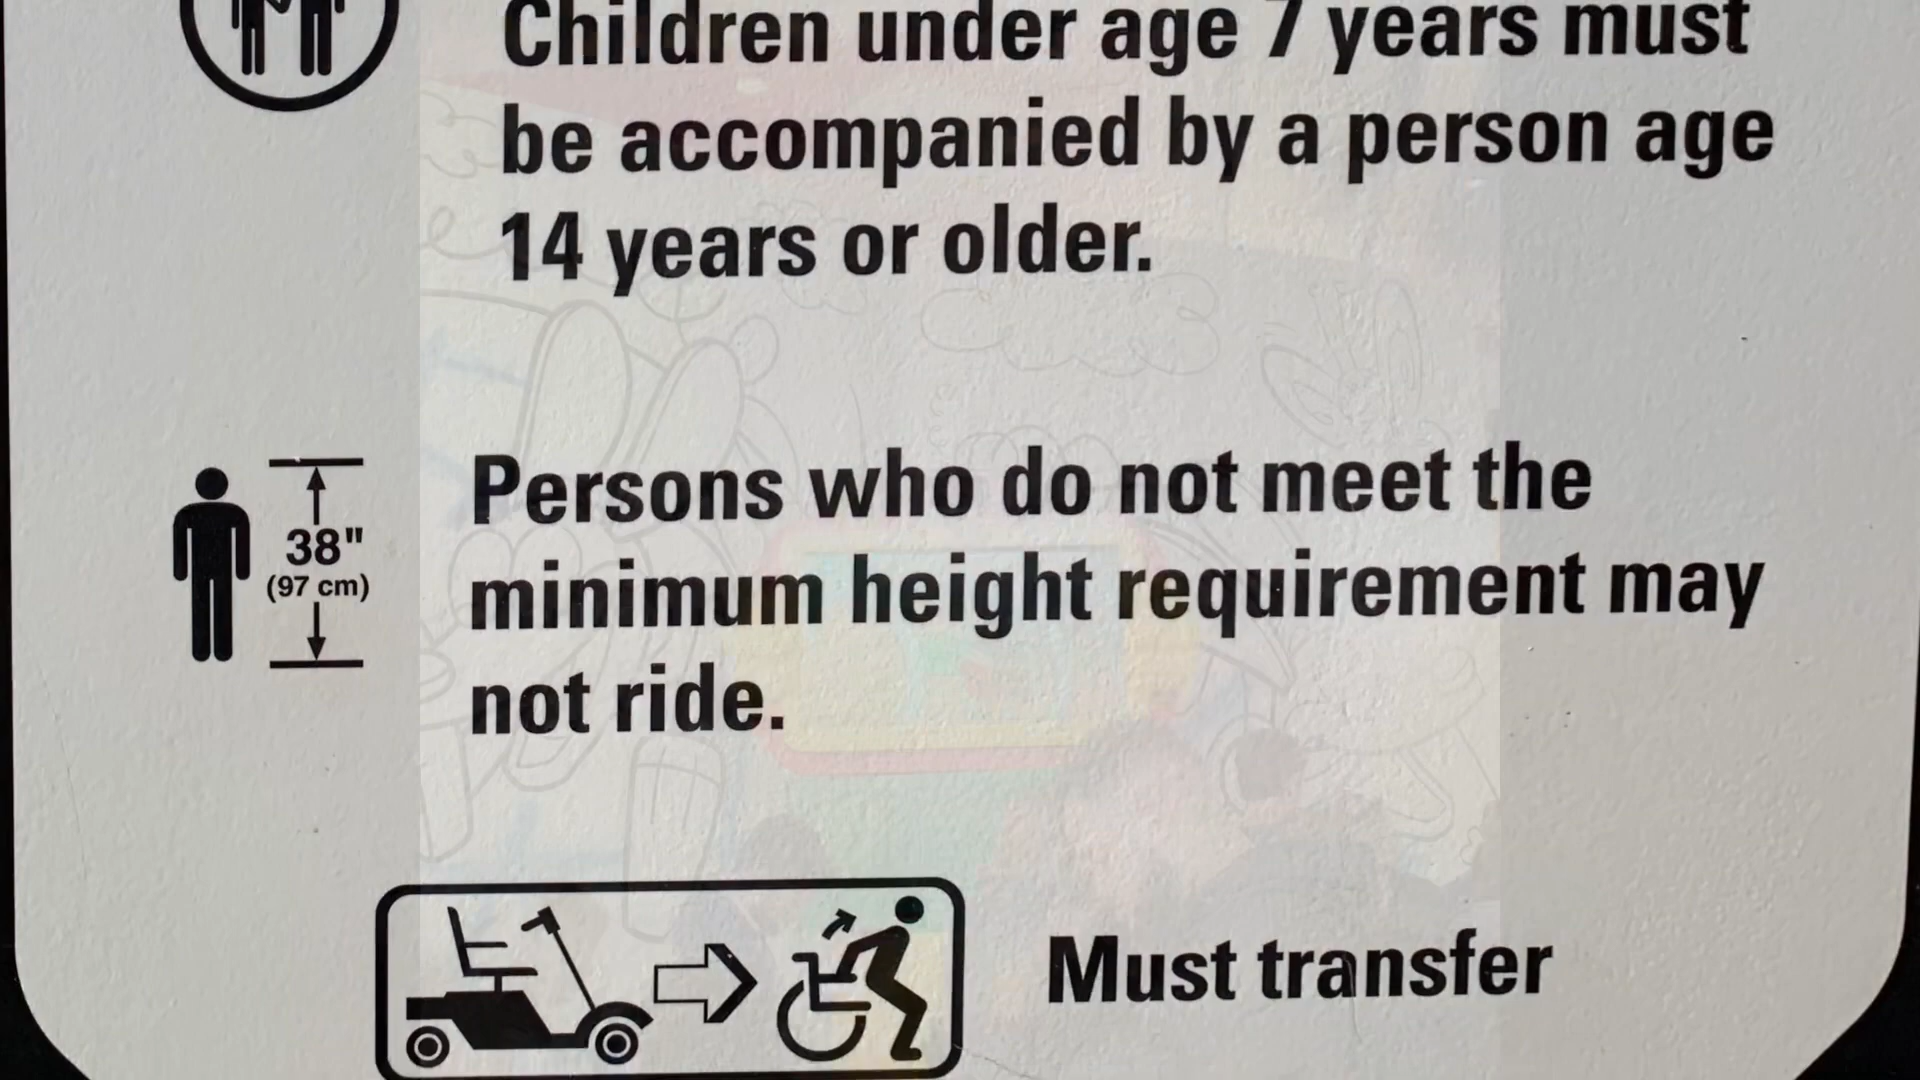 Children under age 7 years must
be accompanied by a person age
14 years or older.
38"
(97 cm)
Persons who do not meet the
minimum height requirement may
not ride.
Must transfer